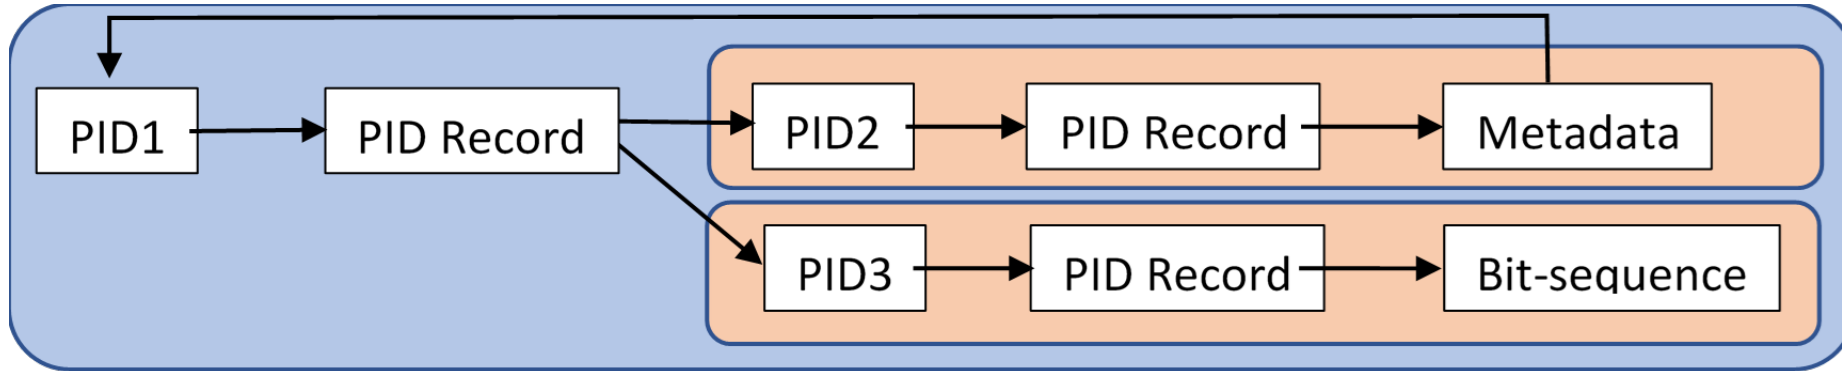 PID1
PID Record
PID2
PID Record
Metadata
PID3
PID Record
Bit-sequence